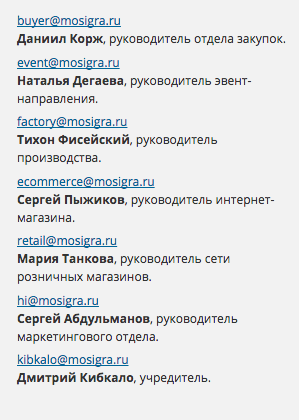 buyer@mosigra.ru
Даниил Корж, руководитель отдела закупок.
event@mosigra.ru
Наталья Дегаева, руководитель эвент-
направления.
factory@mosigra.ru
Тихон Фисейский, руководитель
производства.
ecommerce@mosigra.ru
Сергей Пыжиков, руководитель интернет-
магазина.
retail@mosigra.ru
Мария Танкова, руководитель сети
розничных магазинов.
hi@mosigra.ru
Сергей Абдульманов, руководитель
маркетингового отдела.
kibkalo@mosigra.ru
Дмитрий Кибкало, учредитель.